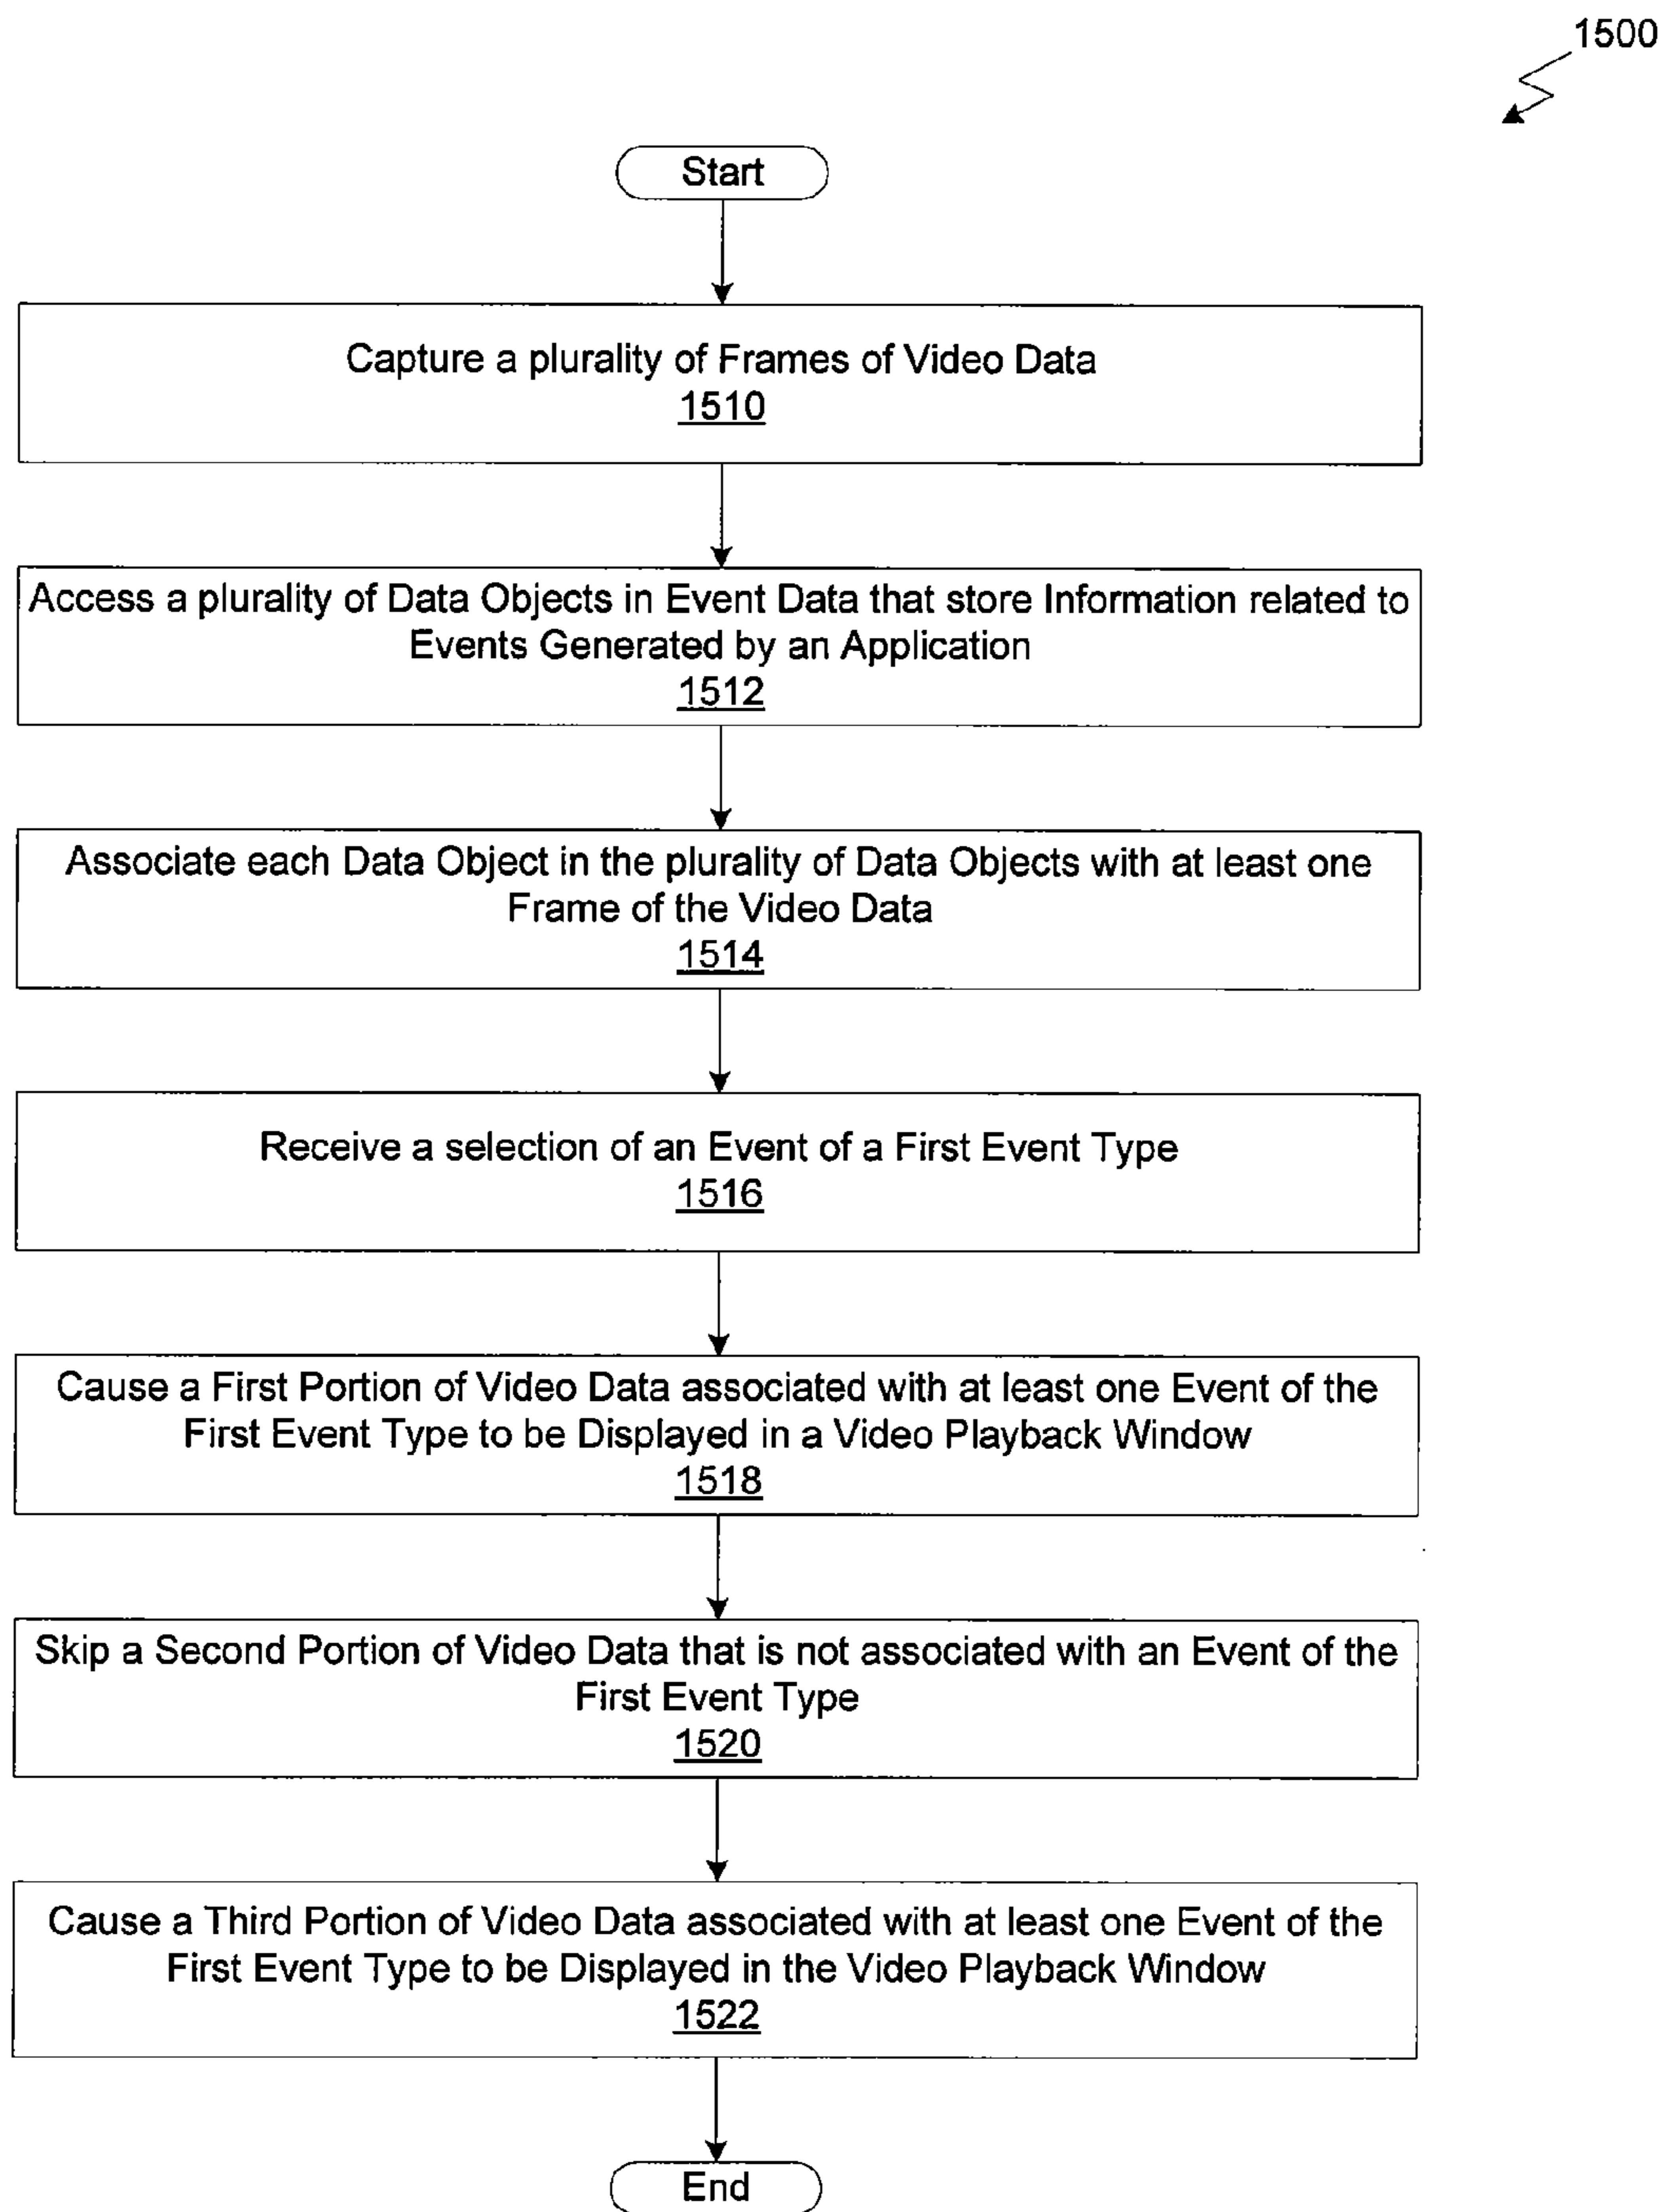 1500
Start
Capture a plurality of Frames of Video Data
1510
Access a plurality of Data Objects in Event Data that store Information related to
Events Generated by an Application
1512
Associate each Data Object in the plurality of Data Objects with at least one
Frame of the Video Data
1514
Receive a selection of an Event of a First Event Type
1516
Cause a First Portion of Video Data associated with at least one Event of the
First Event Type to be Displayed in a Video Playback Window
1518
Skip a Second Portion of Video Data that is not associated with an Event of the
First Event Type
1520
Cause a Third Portion of Video Data associated with at least one Event of the
First Event Type to be Displayed in the Video Playback Window
1522
End